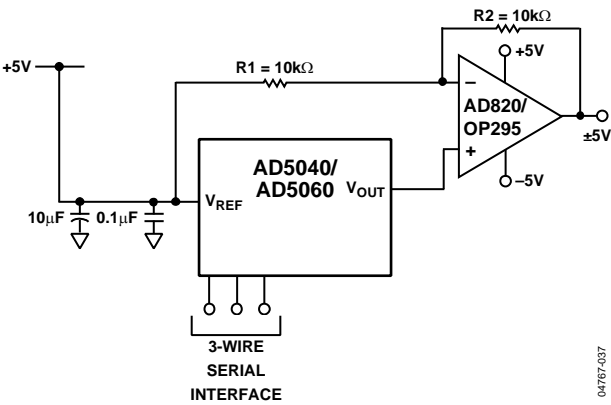 R2 = 10kΩ
+5V
+5V
R1 = 10kΩ
−
AD820/
OP295
+
±5V
–5V
AD5040/
AD5060
VREF
VOUT
10μF
0.1μF
3-WIRE
SERIAL
INTERFACE
04767-037